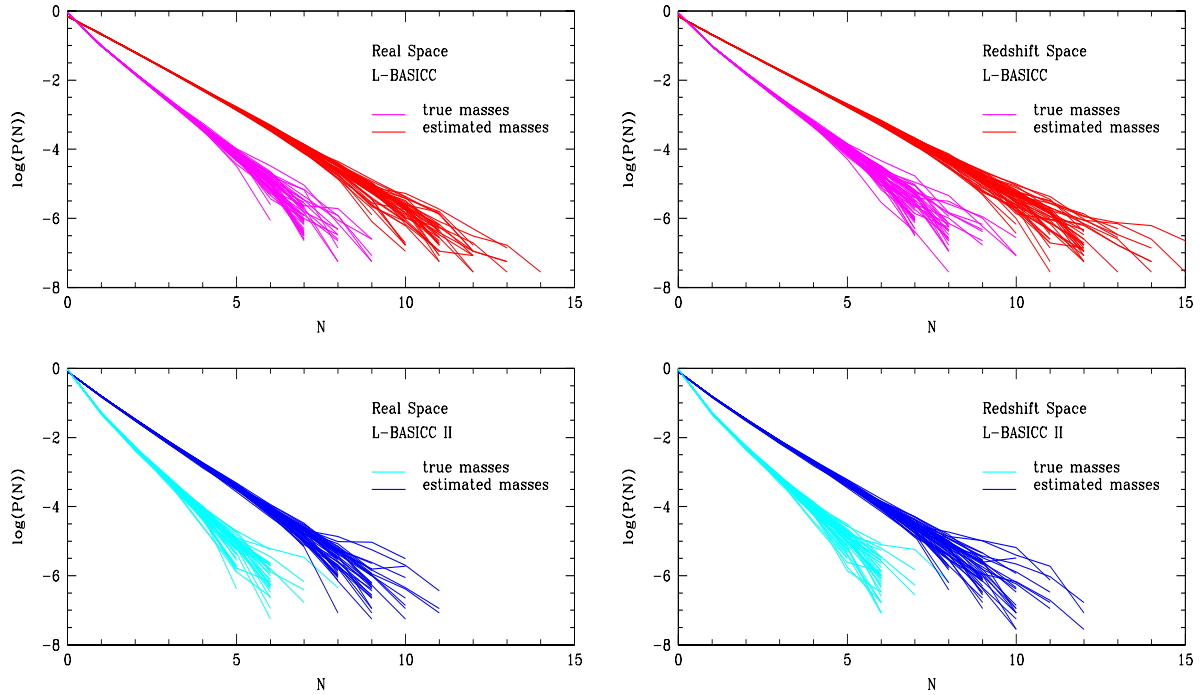 0
-2
-4
-6
-8
log(P(N))
Real Space
L-BASICC
true masses
estimated masses
0
5
10
15
N
0
-2
-4
-6
-8
log(P(N))
Redshift Space
L-BASICC
true masses
estimated masses
0
5
10
15
N
0
-2
-4
-6
-8
log(P(N))
Real Space
L-BASICC II
true masses
estimated masses
0
5
10
15
N
0
-2
-4
-6
-8
log(P(N))
Redshift Space
L-BASICC II
true masses
estimated masses
0
5
10
15
N